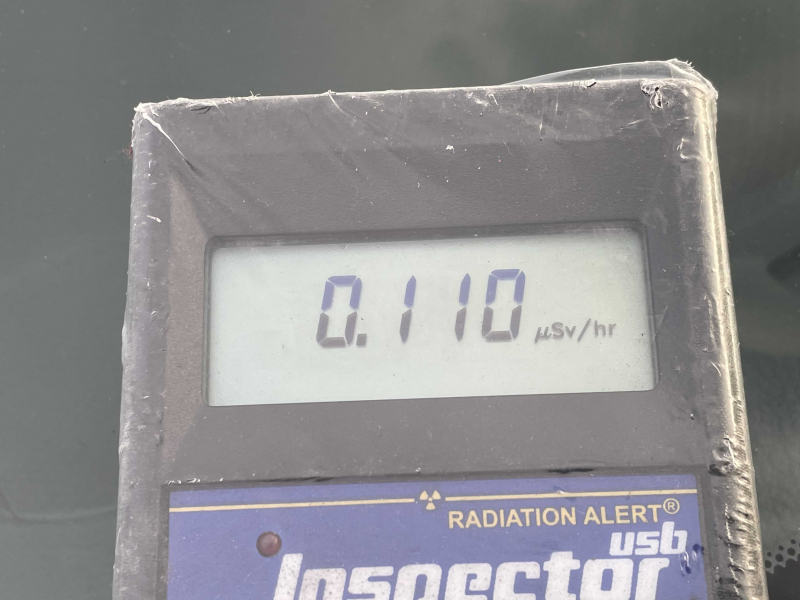 0.110 µSv/hr
RADIATION ALERT®
usb
Inspector